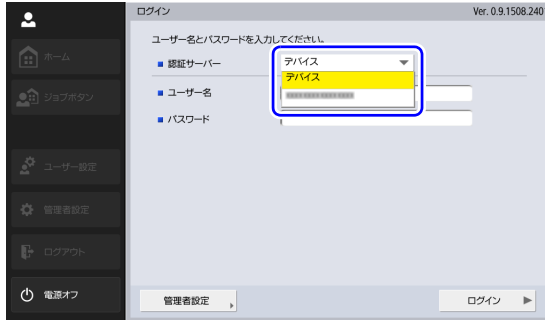 ログイン
Ver. 0.9.1508.240
ユーザー名とパスワードを入力してください。
認証サーバー
デバイス
デバイス
ユーザー名
パスワード
ホーム
ジョブボタン
ユーザー設定
管理者設定
ログアウト
電源オフ
管理者設定
ログイン